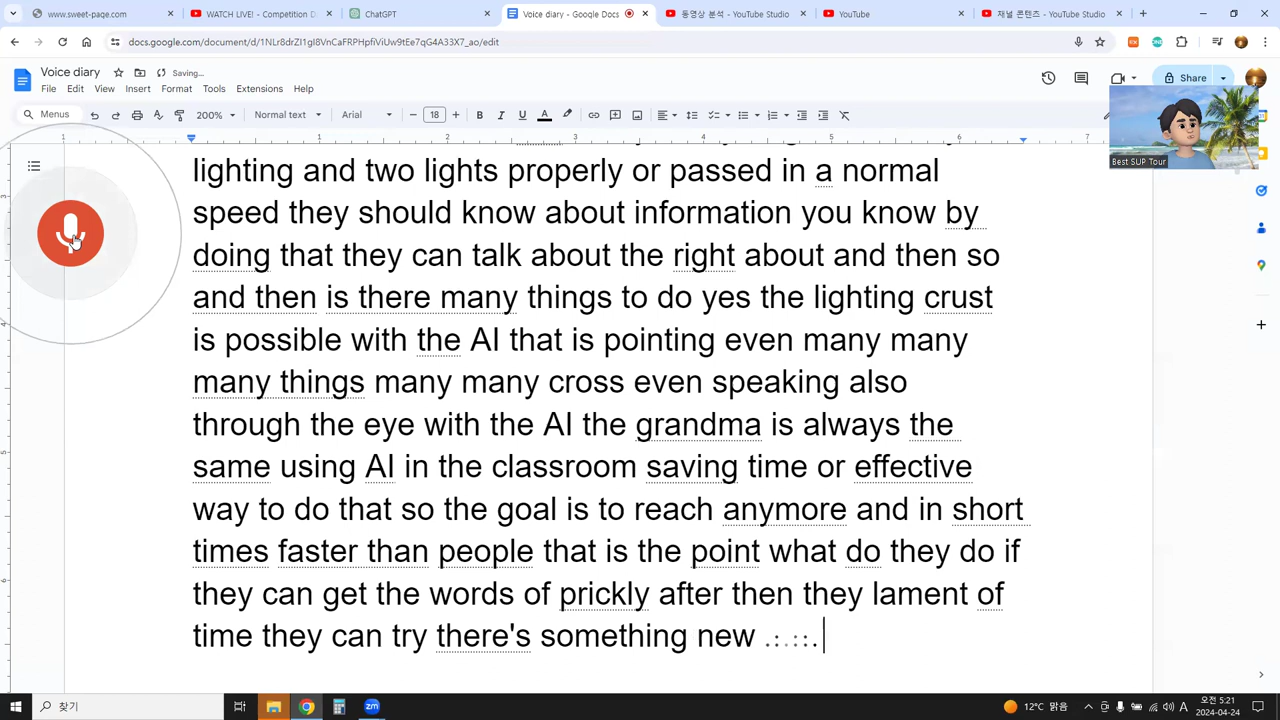 www.sweet-page.com
WATCH LIVE! - Competition D
ChatGPT
Voice diary - Google Docs
동영상 분석 - YouTube Studio
YouTube
채널 콘텐츠 - YouTube Studio
Voice diary
Saving...
File Edit View Insert Format Tools Extensions Help
Share
Menus
200%
Normal text
Arial
18
Best SUP Tour
1 1 2 3 4 5 6 7
lighting and two lights properly or passed in a normal
speed they should know about information you know by
doing that they can talk about the right about and then so
and then is there many things to do yes the lighting crust
is possible with the AI that is pointing even many many
many things many many cross even speaking also
through the eye with the AI the grandma is always the
same using AI in the classroom saving time or effective
way to do that so the goal is to reach anymore and in short
times faster than people that is the point what do they do if
they can get the words of prickly after then they lament of
time they can try there's something new
찾기
12°C 맑음
A
오전 5:21
2024-04-24